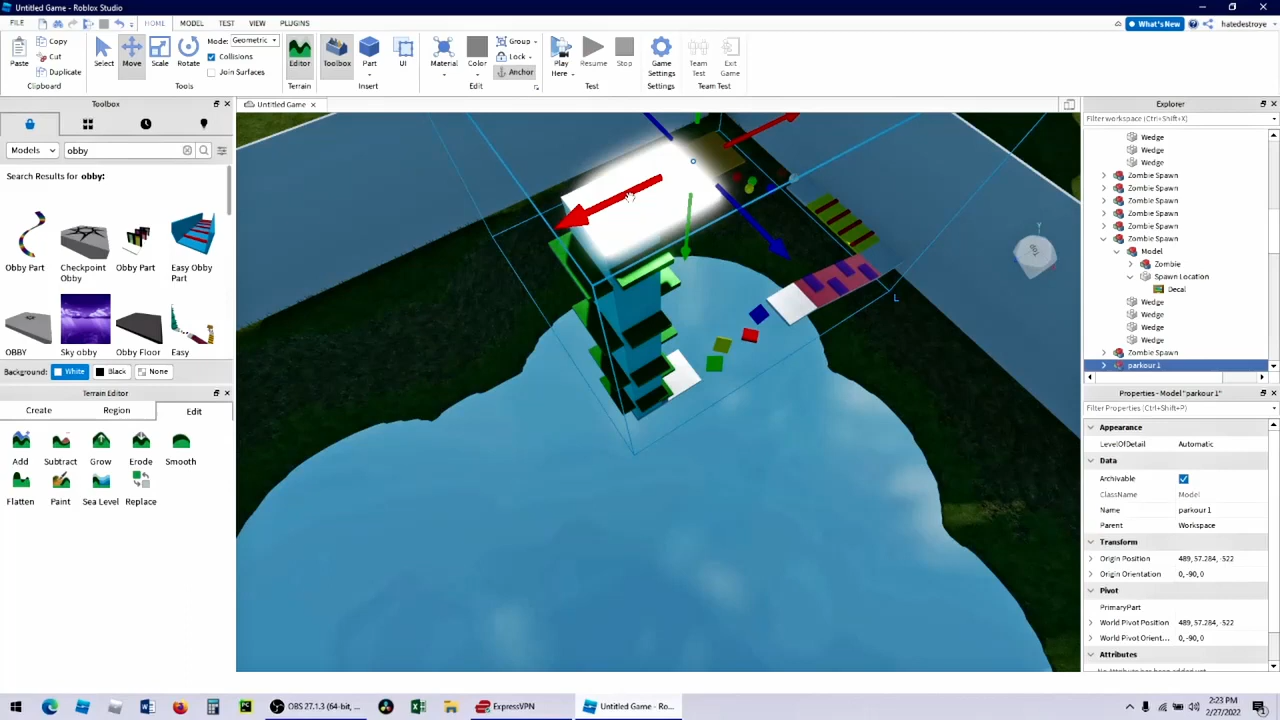 Untitled Game - Roblox Studio
FILE HOME MODEL TEST VIEW PLUGINS What's New hatedestroye
Paste Copy Cut Duplicate Select Move Scale Rotate Mode: Geometric Collisions Join Surfaces Editor Toolbox Part UI Material Color Group Lock Anchor Play Here Resume Stop Game Settings Team Test Exit Game
Clipboard Tools Terrain Insert Edit Test Settings Team Test
Toolbox
Models obby
Search Results for obby:
Obby Part Checkpoint Obby Obby Part Easy Obby Part
OBBY Sky obby Obby Floor Easy
Background: White Black None
Terrain Editor
Create Region Edit
Add Subtract Grow Erode Smooth
Flatten Paint Sea Level Replace
Untitled Game
L
Y
Explorer
Filter workspace (Ctrl+Shift+X)
Wedge
Wedge
Wedge
Zombie Spawn
Zombie Spawn
Zombie Spawn
Zombie Spawn
Zombie Spawn
Zombie Spawn
Model
Zombie
Spawn Location
Decal
Wedge
Wedge
Wedge
Wedge
Zombie Spawn
parkour 1
Properties - Model "parkour 1"
Filter Properties (Ctrl+Shift+P)
Appearance
LevelOfDetail Automatic
Data
Archivable
ClassName Model
Name parkour 1
Parent Workspace
Transform
Origin Position 489, 57.284, -522
Origin Orientation 0, -90, 0
Pivot
PrimaryPart
World Pivot Position 489, 57.284, -522
World Pivot Orient... 0, -90, 0
Attributes
OBS 27.1.3 (64-bit, ... ExpressVPN Untitled Game - Ro...
2:23 PM
2/27/2022